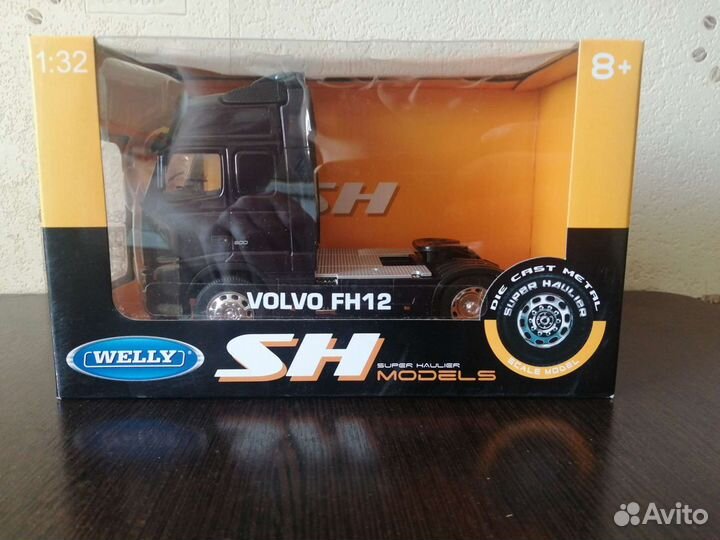 1:32
8+
SH
600
VOLVO FH12
DIE CAST METAL
SUPER HAULIER
SCALE MODEL
WELLY
SH
SUPER HAULIER
MODELS
Avito